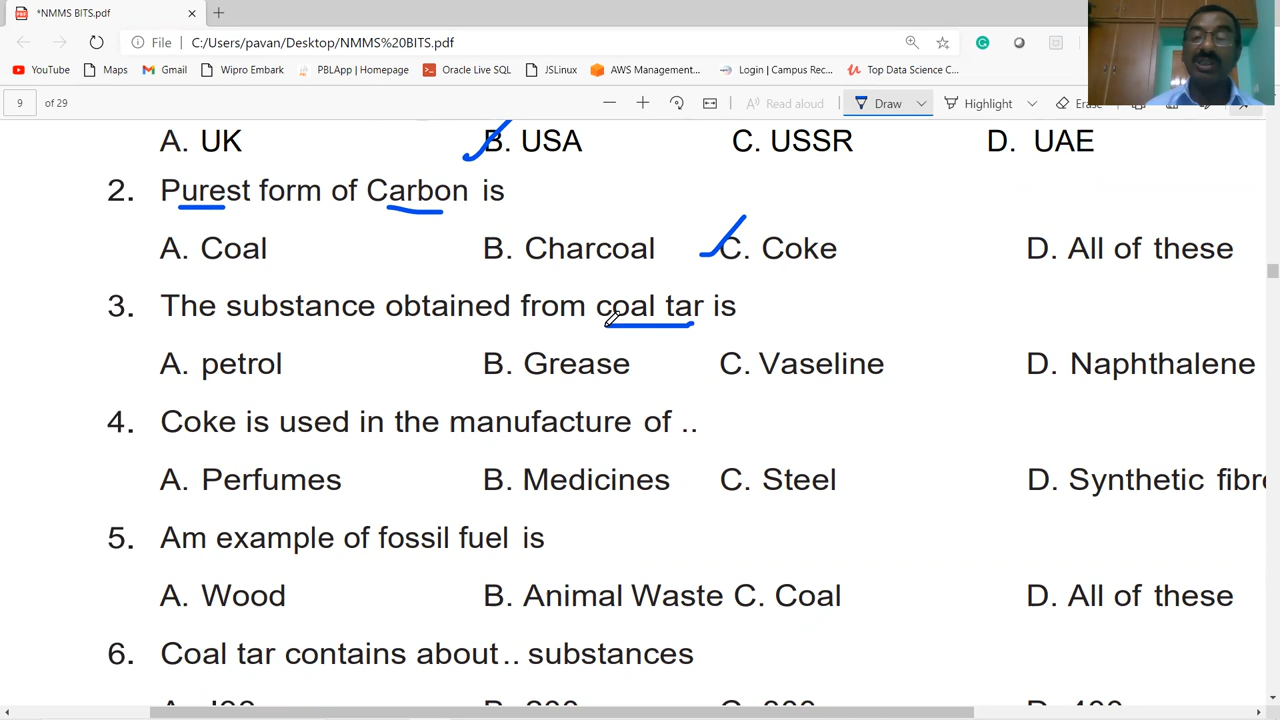 *NMMS BITS.pdf
File C:/Users/pavan/Desktop/NMMS%20BITS.pdf
YouTube Maps Gmail Wipro Embark PBLApp | Homepage Oracle Live SQL JSLinux AWS Management... Login | Campus Rec... Top Data Science C...
9 of 29 Read aloud Draw Highlight Erase
A. UK B. USA C. USSR D. UAE
2. Purest form of Carbon is
A. Coal B. Charcoal C. Coke D. All of these
3. The substance obtained from coal tar is
A. petrol B. Grease C. Vaseline D. Naphthalene
4. Coke is used in the manufacture of ..
A. Perfumes B. Medicines C. Steel D. Synthetic fibre
5. Am example of fossil fuel is
A. Wood B. Animal Waste C. Coal D. All of these
6. Coal tar contains about.. substances